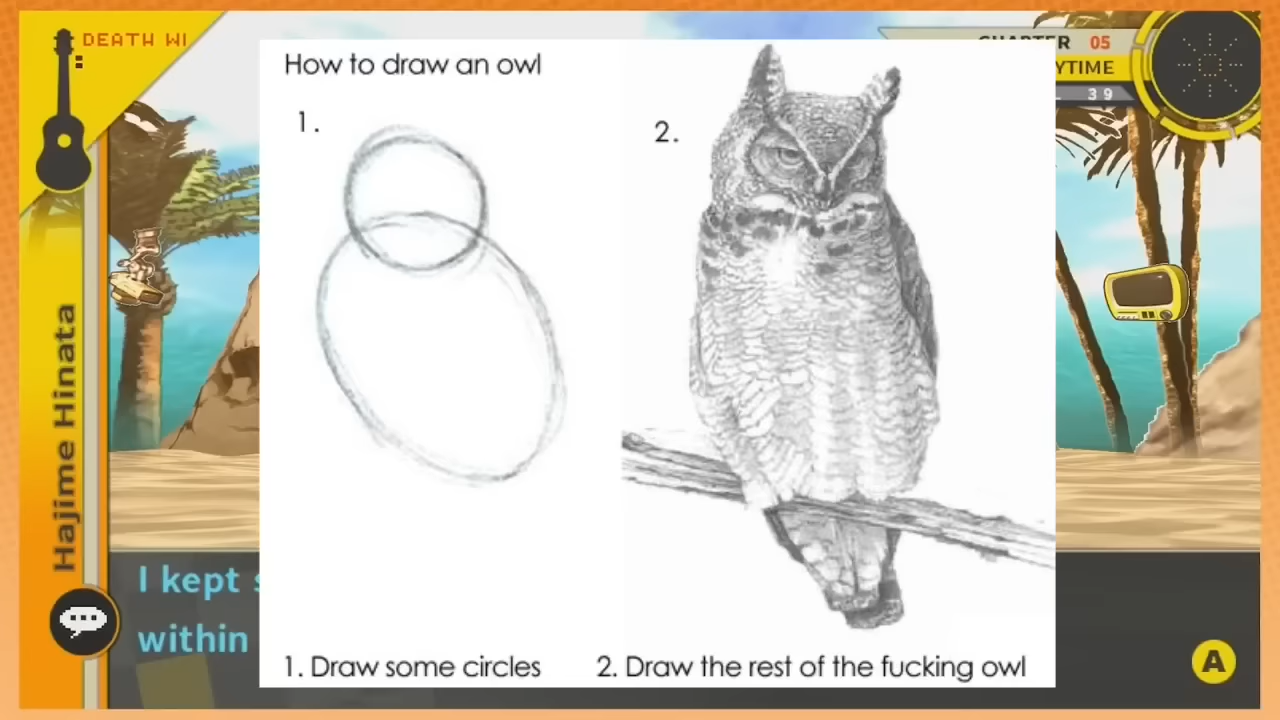 DEATH WI
CHAPTER 05
YTIME
39
How to draw an owl
1.
2.
Hajime Hinata
I kept
within
1. Draw some circles
2. Draw the rest of the fucking owl
A